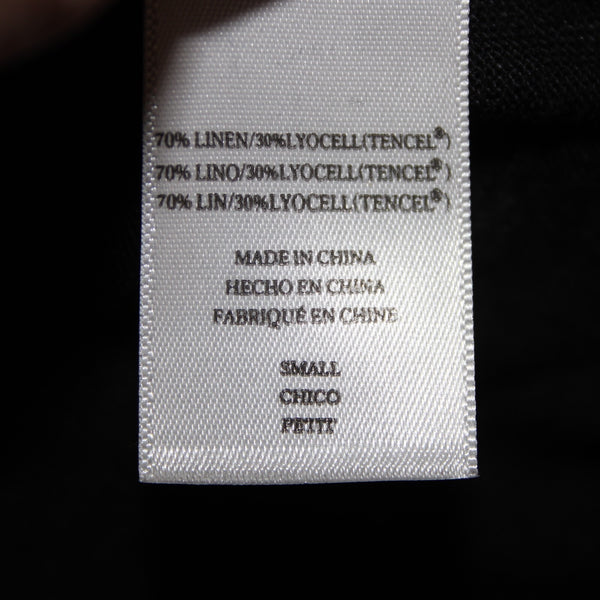 70% LINEN/30%LYOCELL(TENCEL®)
70% LINO/30%LYOCELL(TENCEL®)
70% LIN/30%LYOCELL(TENCEL®)
MADE IN CHINA
HECHO EN CHINA
FABRIQUÉ EN CHINE
SMALL
CHICO
PETIT